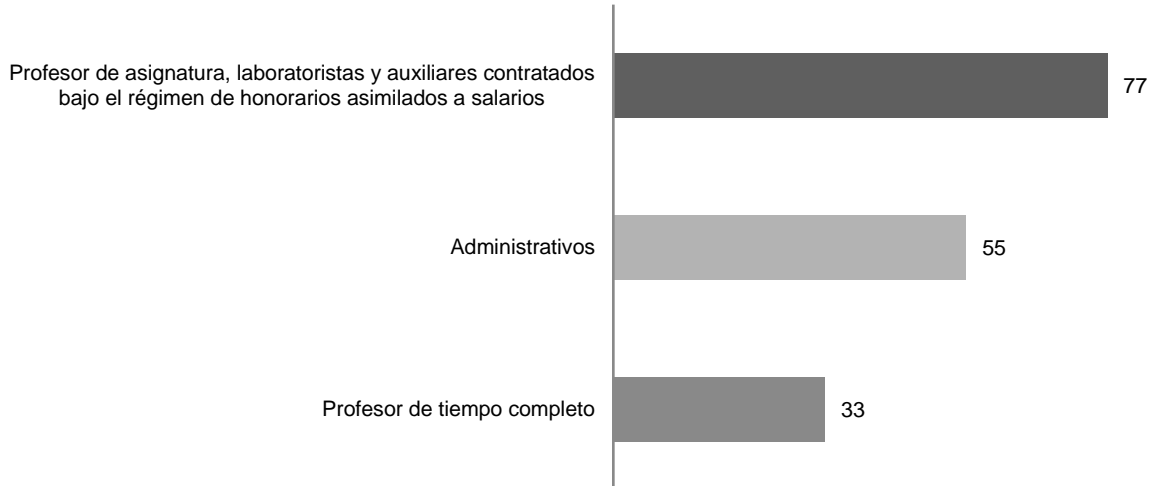 Profesor de asignatura, laboratoristas y auxiliares contratados
bajo el régimen de honorarios asimilados a salarios
77
Administrativos
55
Profesor de tiempo completo
33